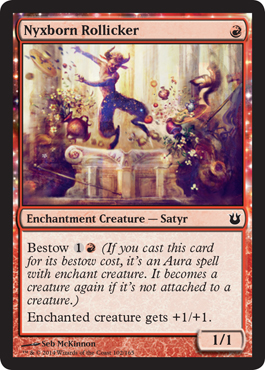 Nyxborn Rollicker
Enchantment Creature — Satyr
Bestow 1 (If you cast this card
for its bestow cost, it's an Aura spell
with enchant creature. It becomes a
creature again if it's not attached to a
creature.)
Enchanted creature gets +1/+1.
1/1
Seb McKinnon
© 2014 Wizards of the Coast